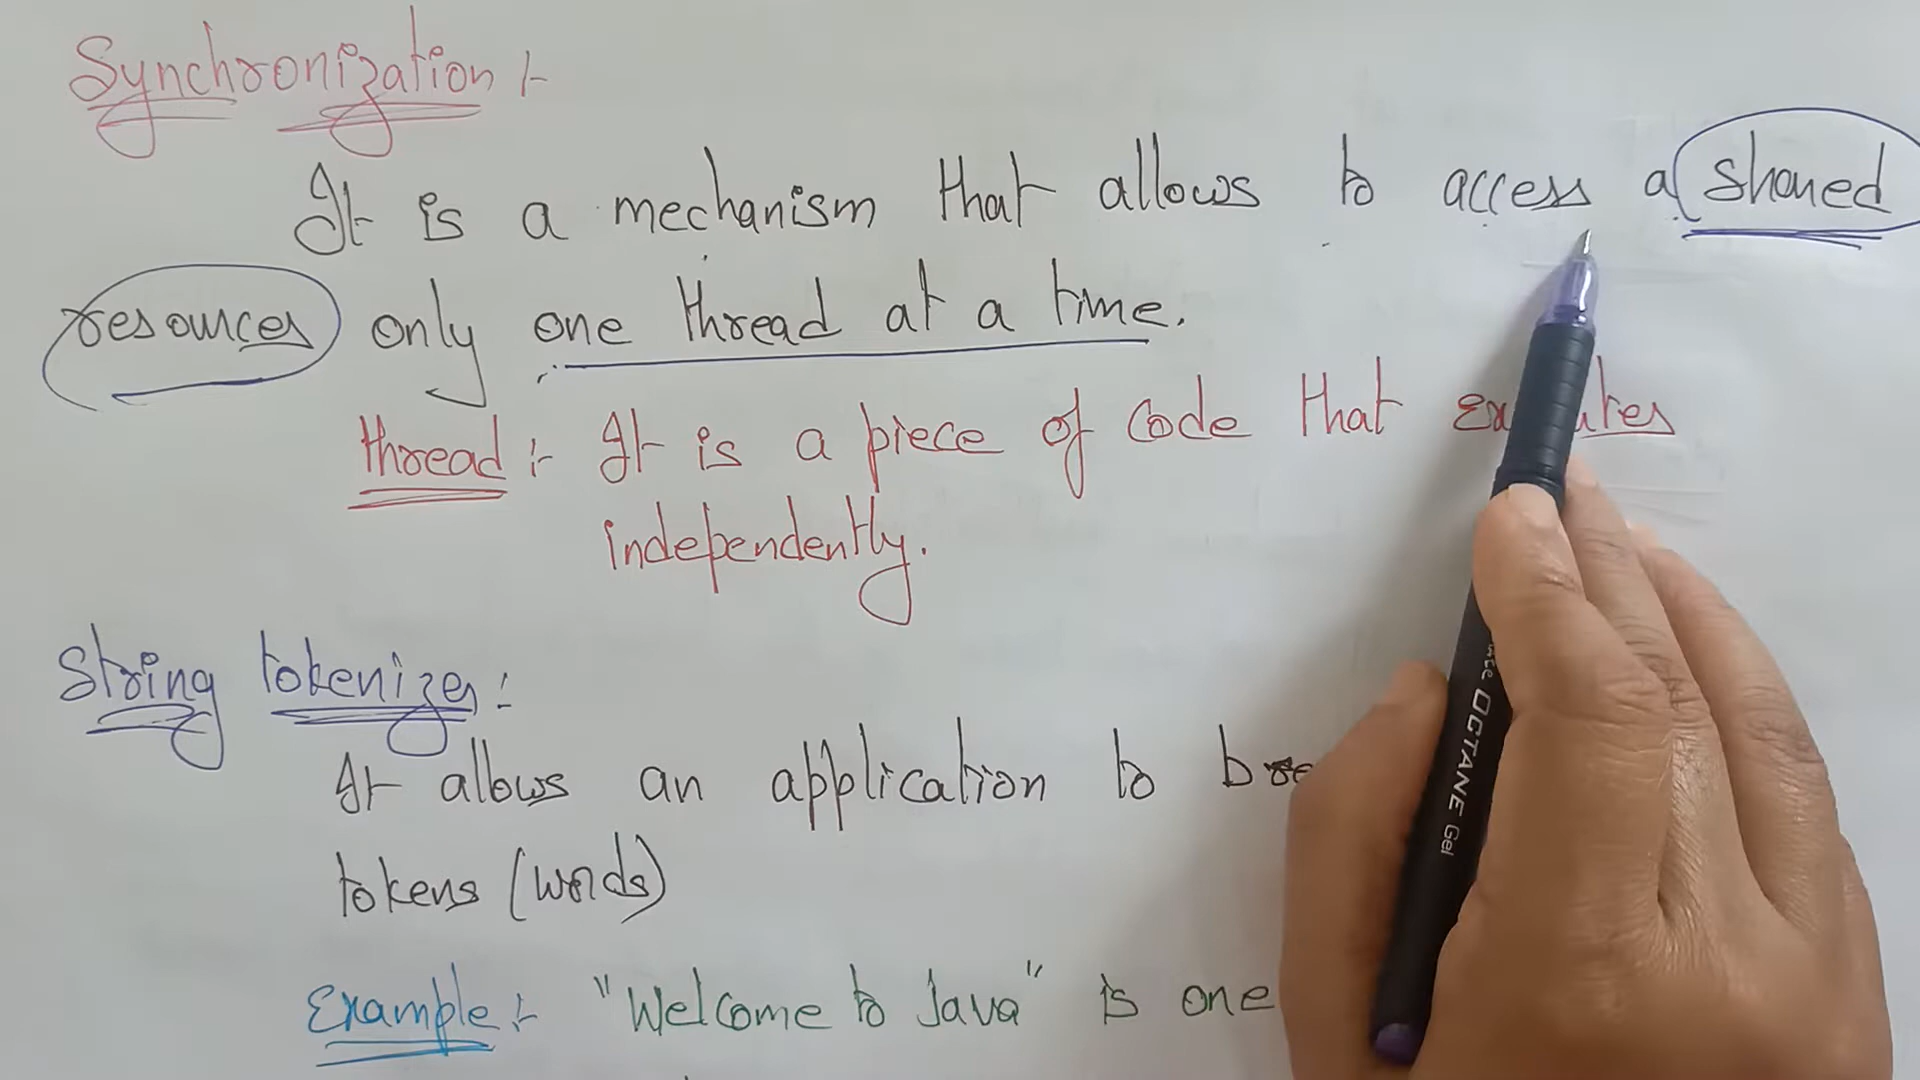 Synchronization :-
It is a mechanism that allows to access a shared
resources only one thread at a time.
thread :- It is a piece of code that
independently.
String tokenizer :
It allows an application to
tokens (words)
Example :- "Welcome to Java" is one
OCTANE Gel